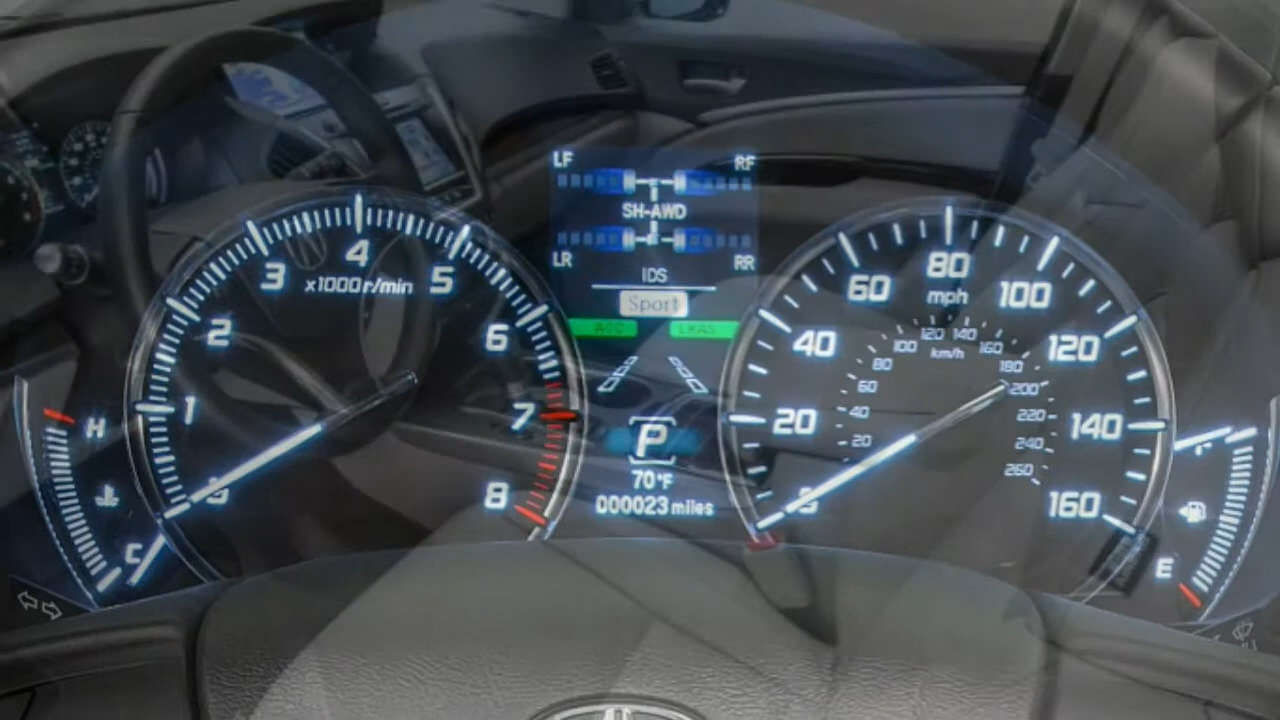 LF RF
SH-AWD
LR RR
IDS
Sport
ACC LKAS
P
70°F
000023 miles
0 1 2 3 4 5 6 7 8
x1000r/min
0 20 40 60 80 100 120 140 160
mph
20 40 60 80 100 120 140 160 180 200 220 240 260
km/h
H
C
E